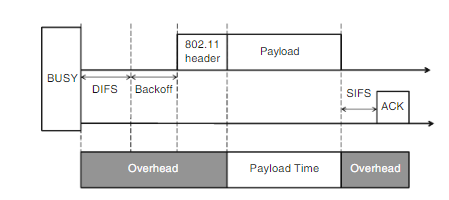 802.11
header
Payload
BUSY
DIFS
Backoff
SIFS
ACK
Overhead
Payload Time
Overhead